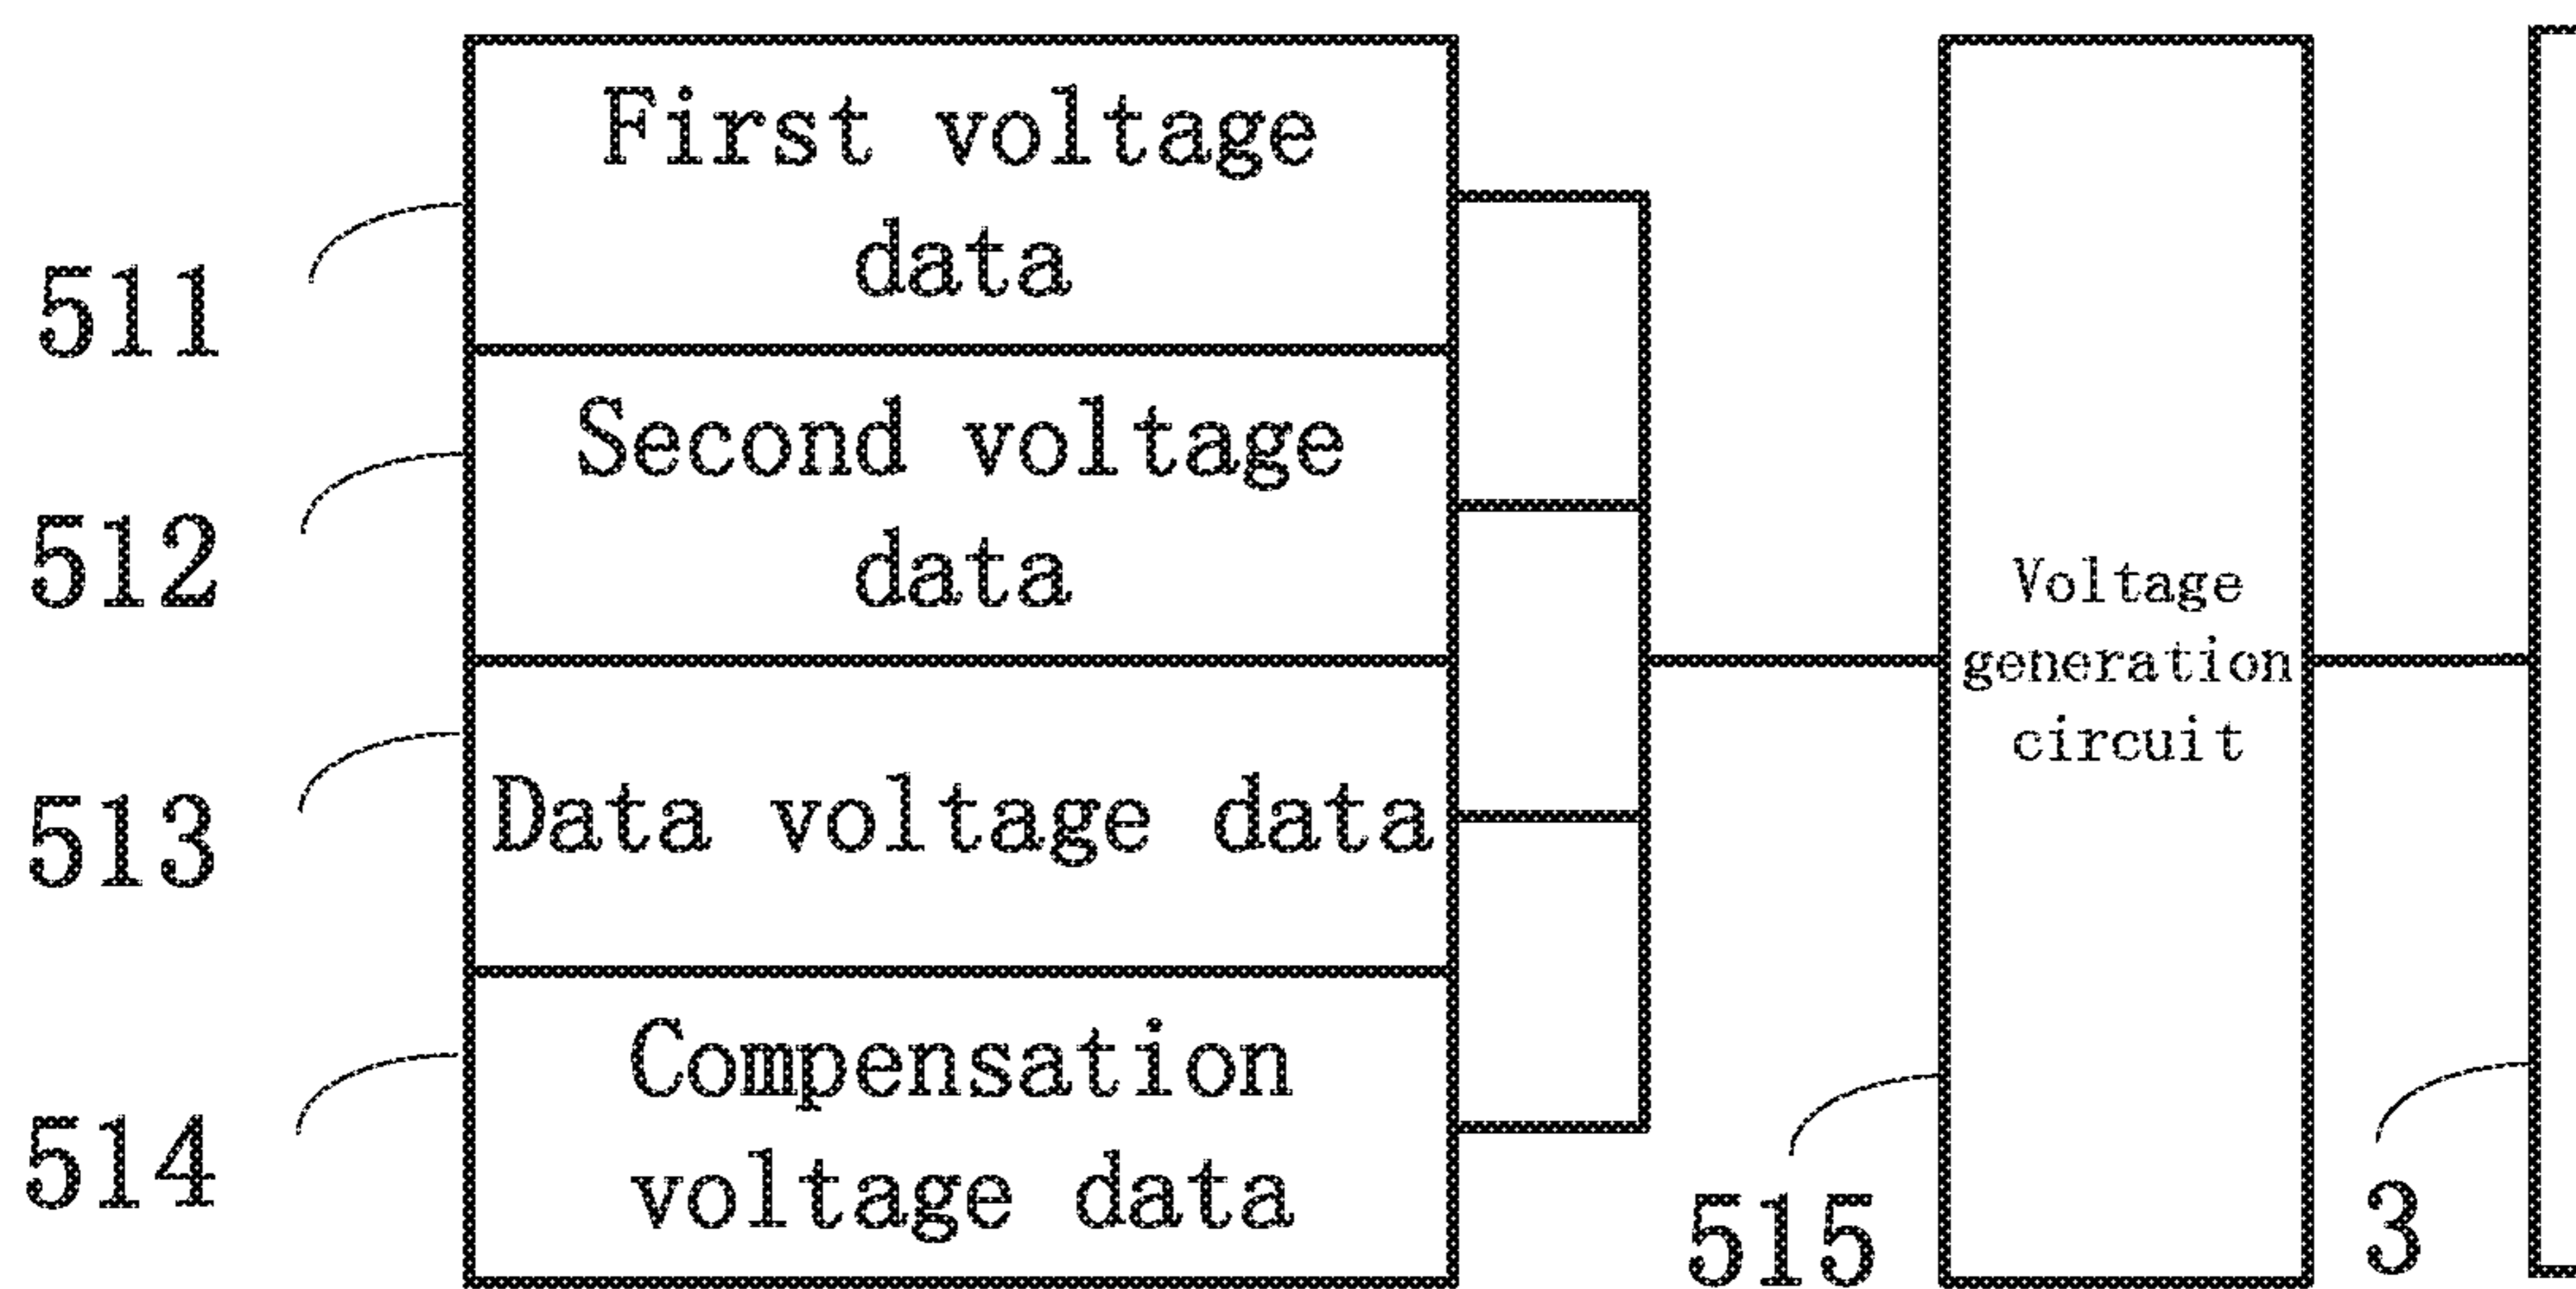 First voltage
data
511
Second voltage
data
512
Data voltage data
513
Compensation
voltage data
514
Voltage
generation
circuit
515
3